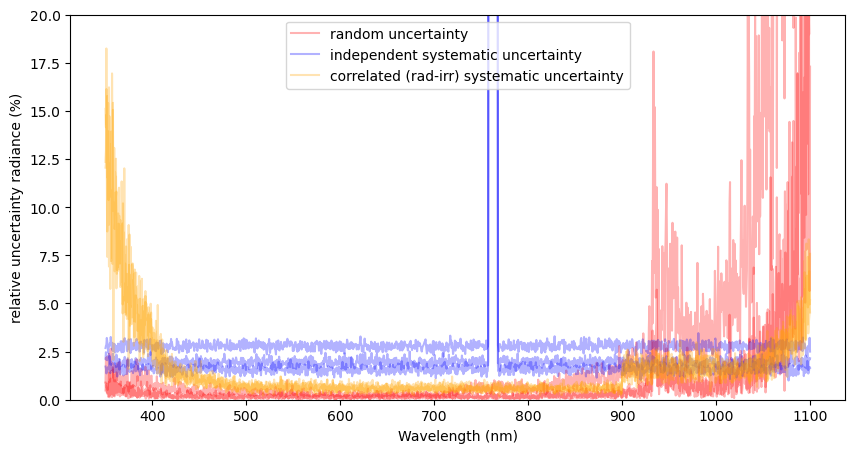 random uncertainty
independent systematic uncertainty
correlated (rad-irr) systematic uncertainty
relative uncertainty radiance (%)
20.0
17.5
15.0
12.5
10.0
7.5
5.0
2.5
0.0
400 500 600 700 800 900 1000 1100
Wavelength (nm)